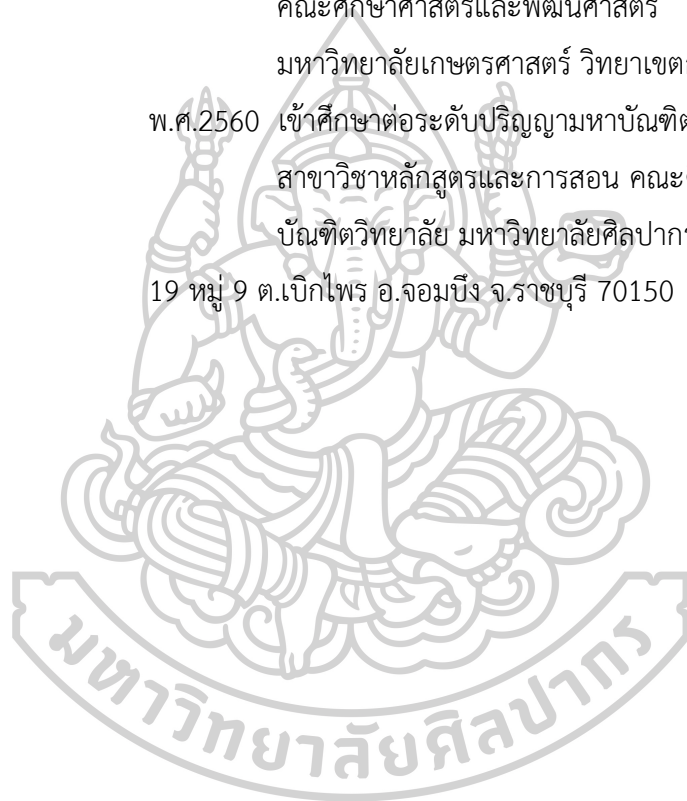 คณะศึกษาศาสตร์และพัฒนศาสตร์
มหาวิทยาลัยเกษตรศาสตร์ วิทยาเขต
พ.ศ.2560 เข้าศึกษาต่อระดับปริญญามหาบัณฑิต
สาขาวิชาหลักสูตรและการสอน คณะ
บัณฑิตวิทยาลัย มหาวิทยาลัยศิลปากร
19 หมู่ 9 ต.เบิกไพร อ.จอมบึง จ.ราชบุรี 70150
มหาวิทยาลัยศิลปากร